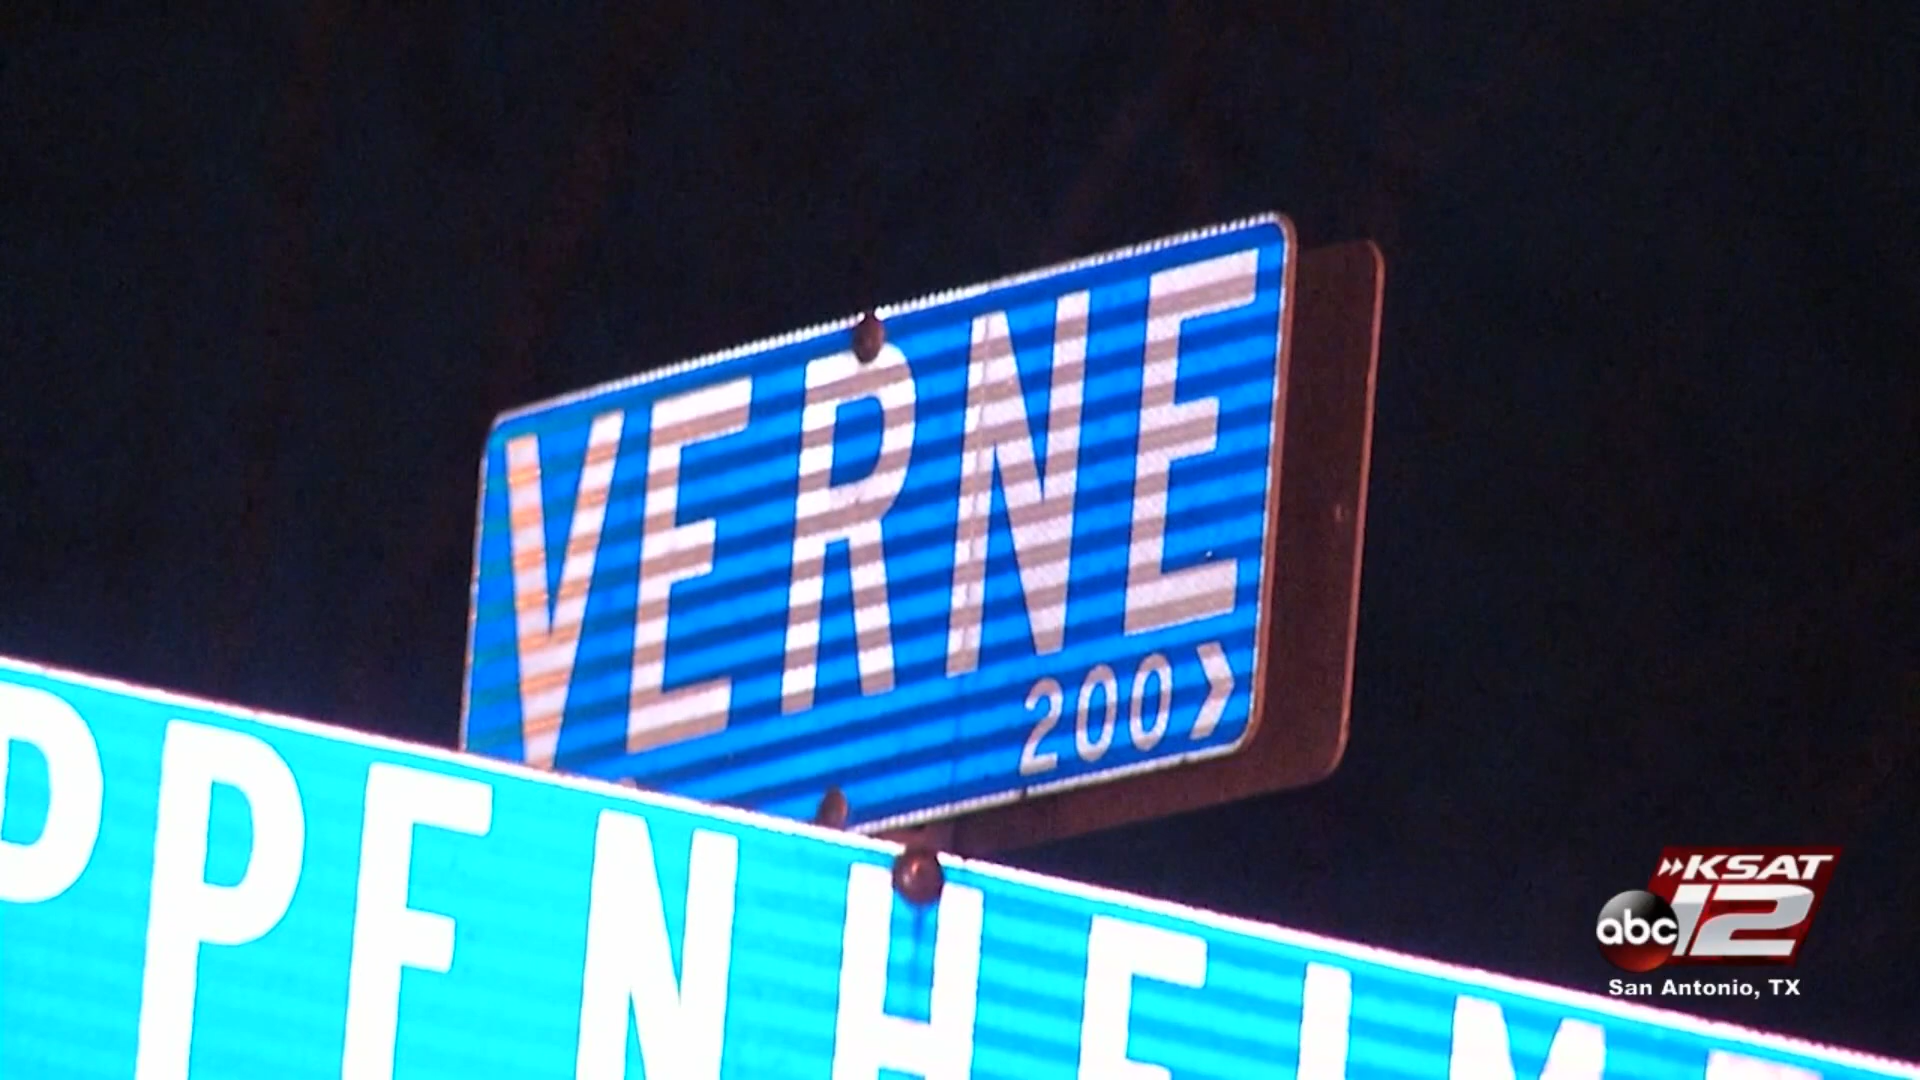 VERNE
200
PPENHEIM
KSAT
abc 12
San Antonio, TX